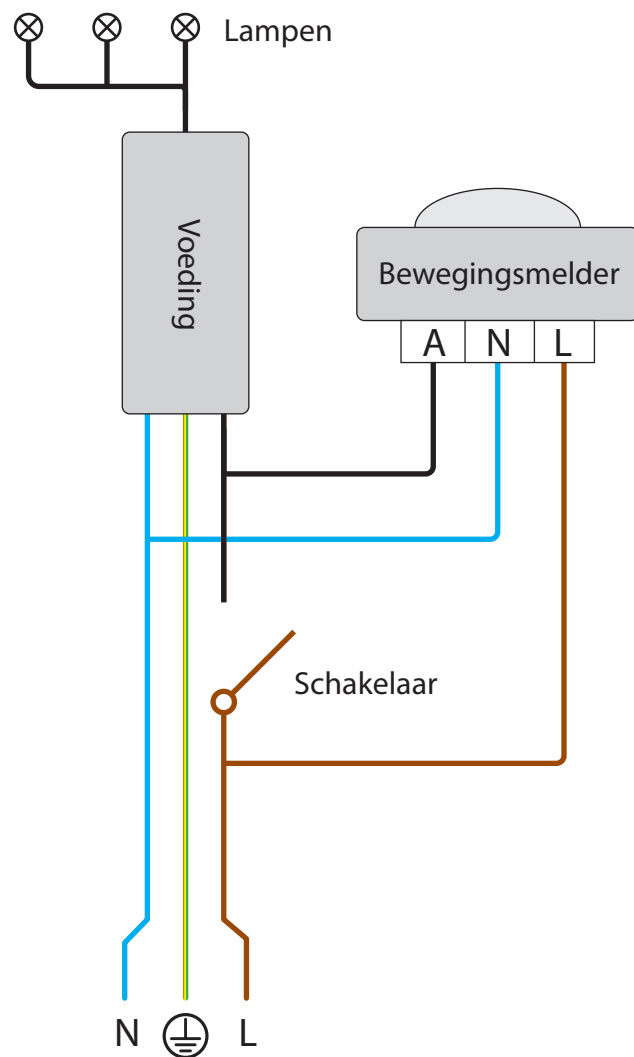 Lampen
Voeding
Bewegingsmelder
A N L
Schakelaar
N L